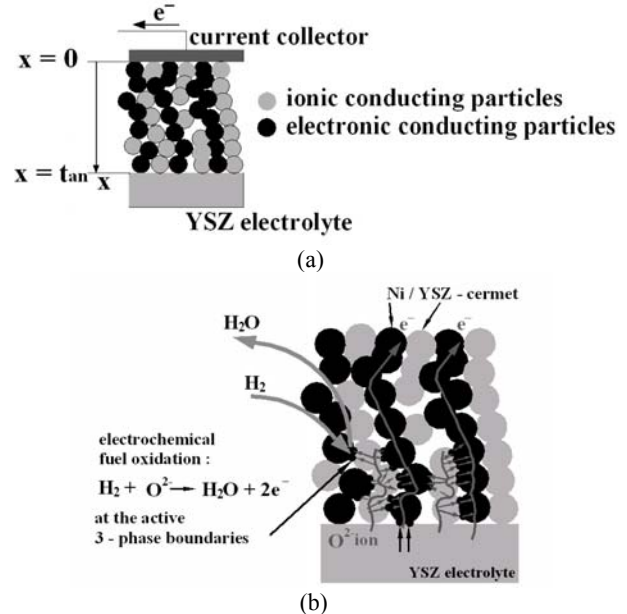 e⁻
current collector
x = 0
ionic conducting particles
electronic conducting particles
x = tan
x
YSZ electrolyte
(a)
Ni / YSZ - cermet
e⁻
e⁻
H₂O
H₂
electrochemical
fuel oxidation :
H₂ + O²⁻→ H₂O + 2e⁻
at the active
3 - phase boundaries
O²⁻ion
YSZ electrolyte
(b)